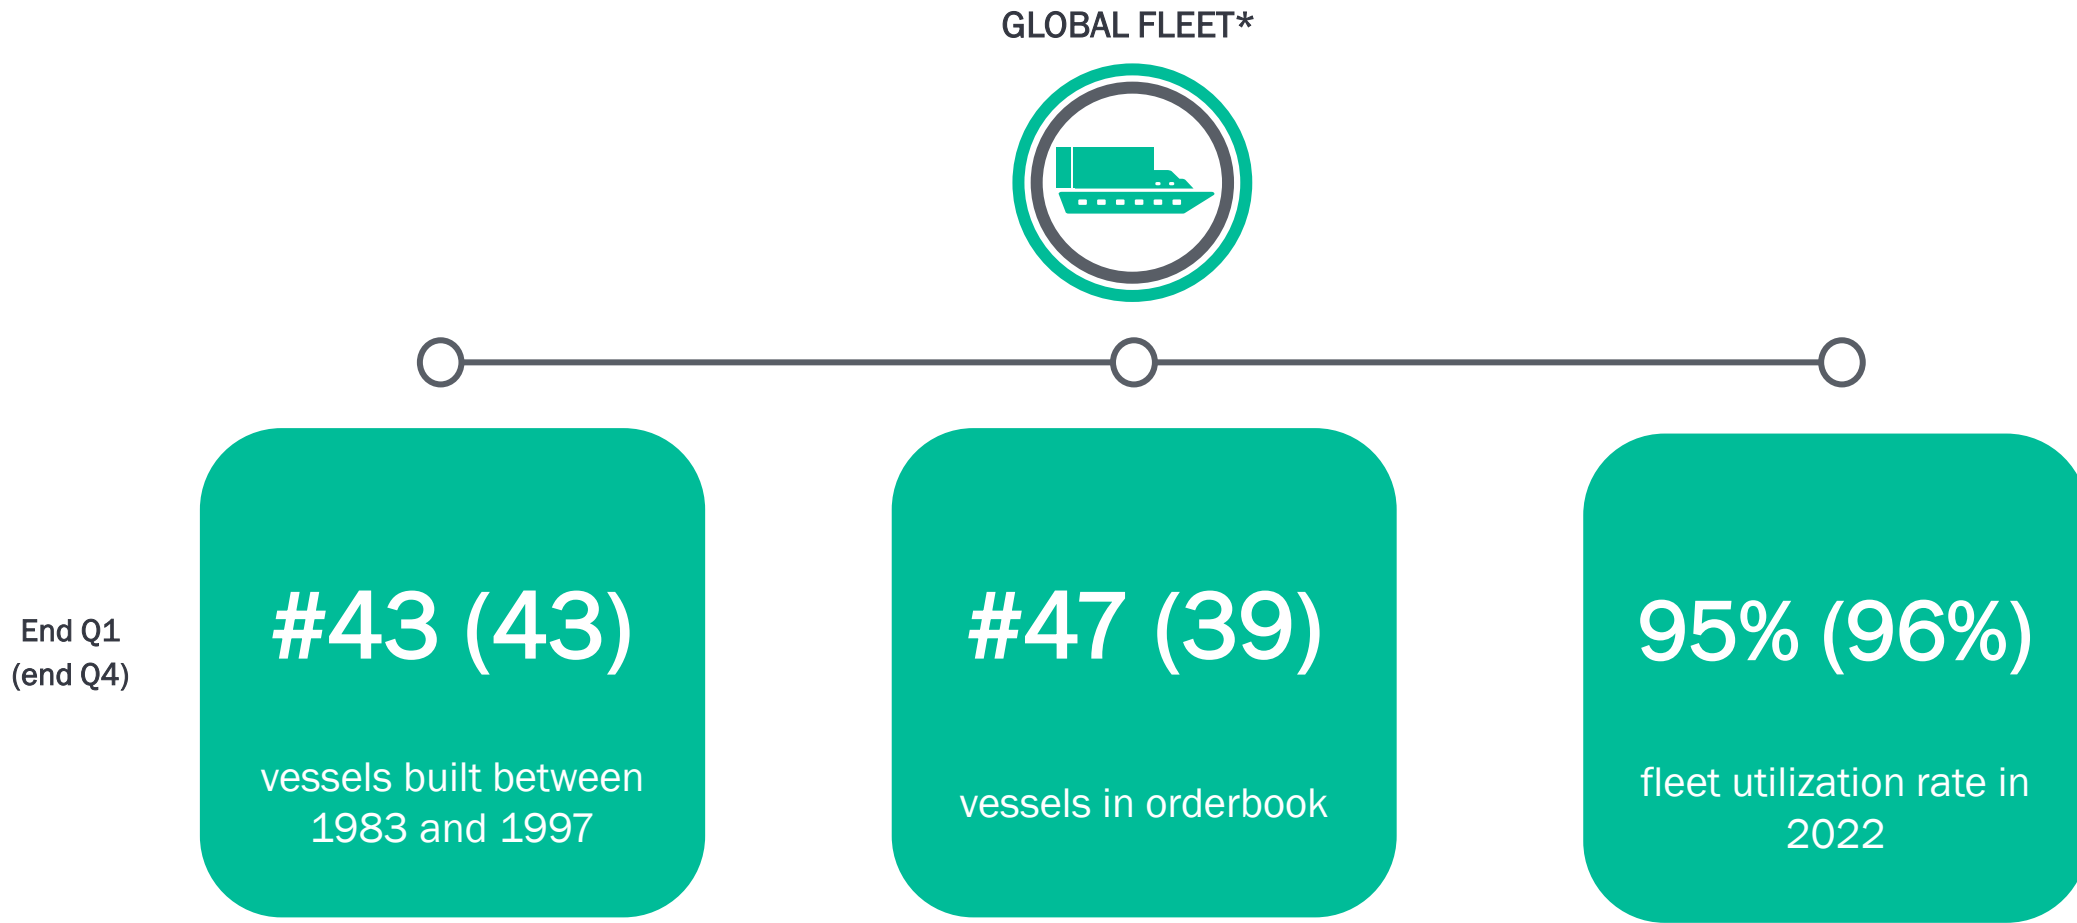 GLOBAL FLEET*
End Q1
(end Q4)
#43 (43)
vessels built between
1983 and 1997
#47 (39)
vessels in orderbook
95% (96%)
fleet utilization rate in
2022